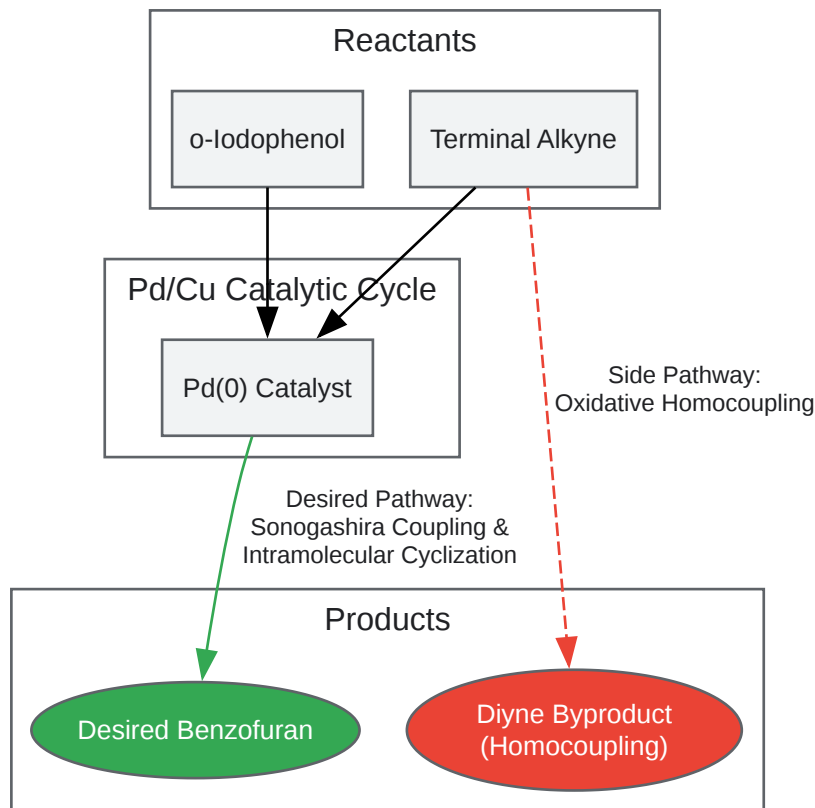 Reactants
o-Iodophenol
Terminal Alkyne
Pd/Cu Catalytic Cycle
Pd(0) Catalyst
Side Pathway:
Oxidative Homocoupling
Desired Pathway:
Sonogashira Coupling &
Intramolecular Cyclization
Products
Desired Benzofuran
Diyne Byproduct
(Homocoupling)